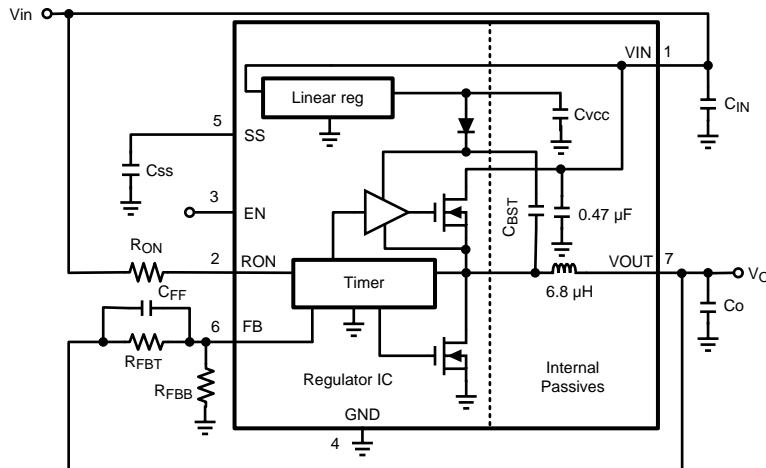 Vin
VIN
1
Linear reg
CVCC
CIN
5
SS
Css
3
EN
CBST
0.47 µF
RON
2
RON
Timer
VOUT
7
6.8 µH
CFF
Co
6
FB
RFBT
RFBB
Regulator IC
Internal
Passives
GND
4